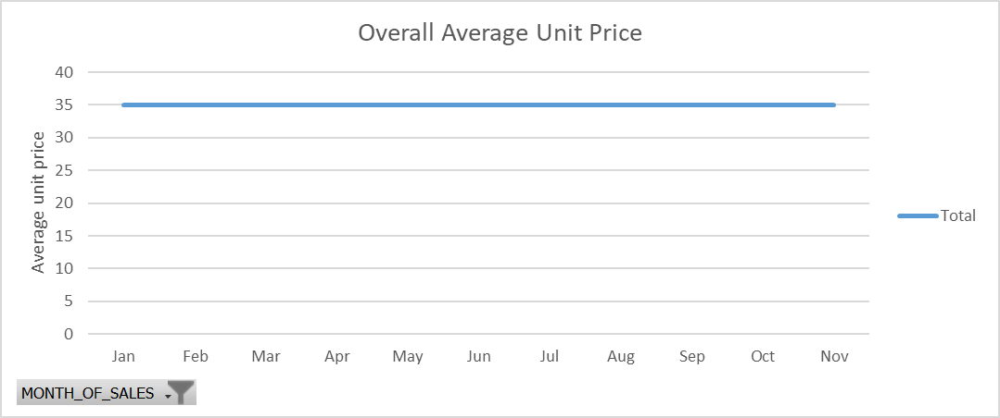 Overall Average Unit Price
Average unit price
40
35
30
25
20
15
10
5
0
Jan Feb Mar Apr May Jun Jul Aug Sep Oct Nov
Total
MONTH_OF_SALES